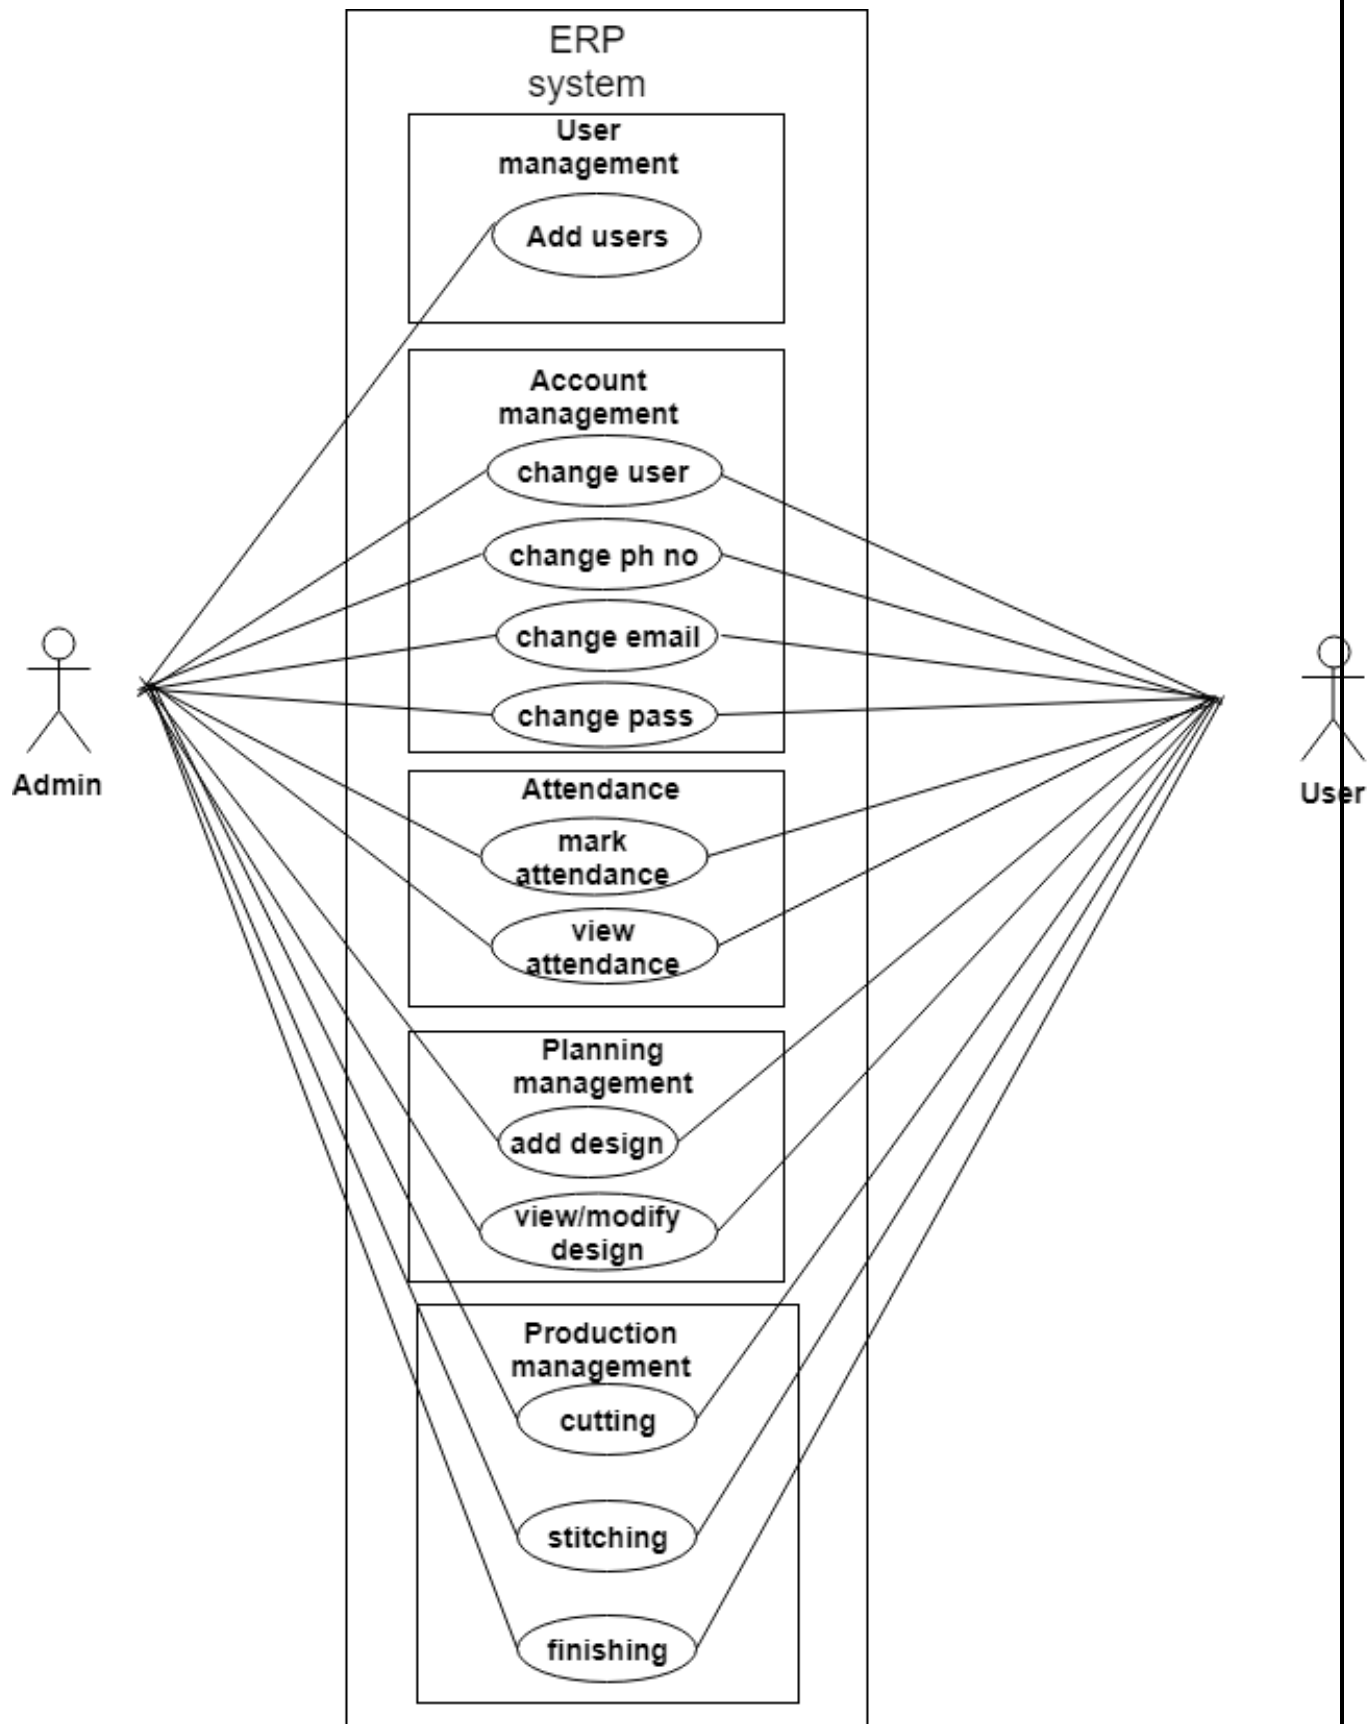 ERP
system
User
management
Add users
Account
management
change user
change ph no
change email
change pass
Admin
User
Attendance
mark
attendance
view
attendance
Planning
management
add design
view/modify
design
Production
management
cutting
stitching
finishing